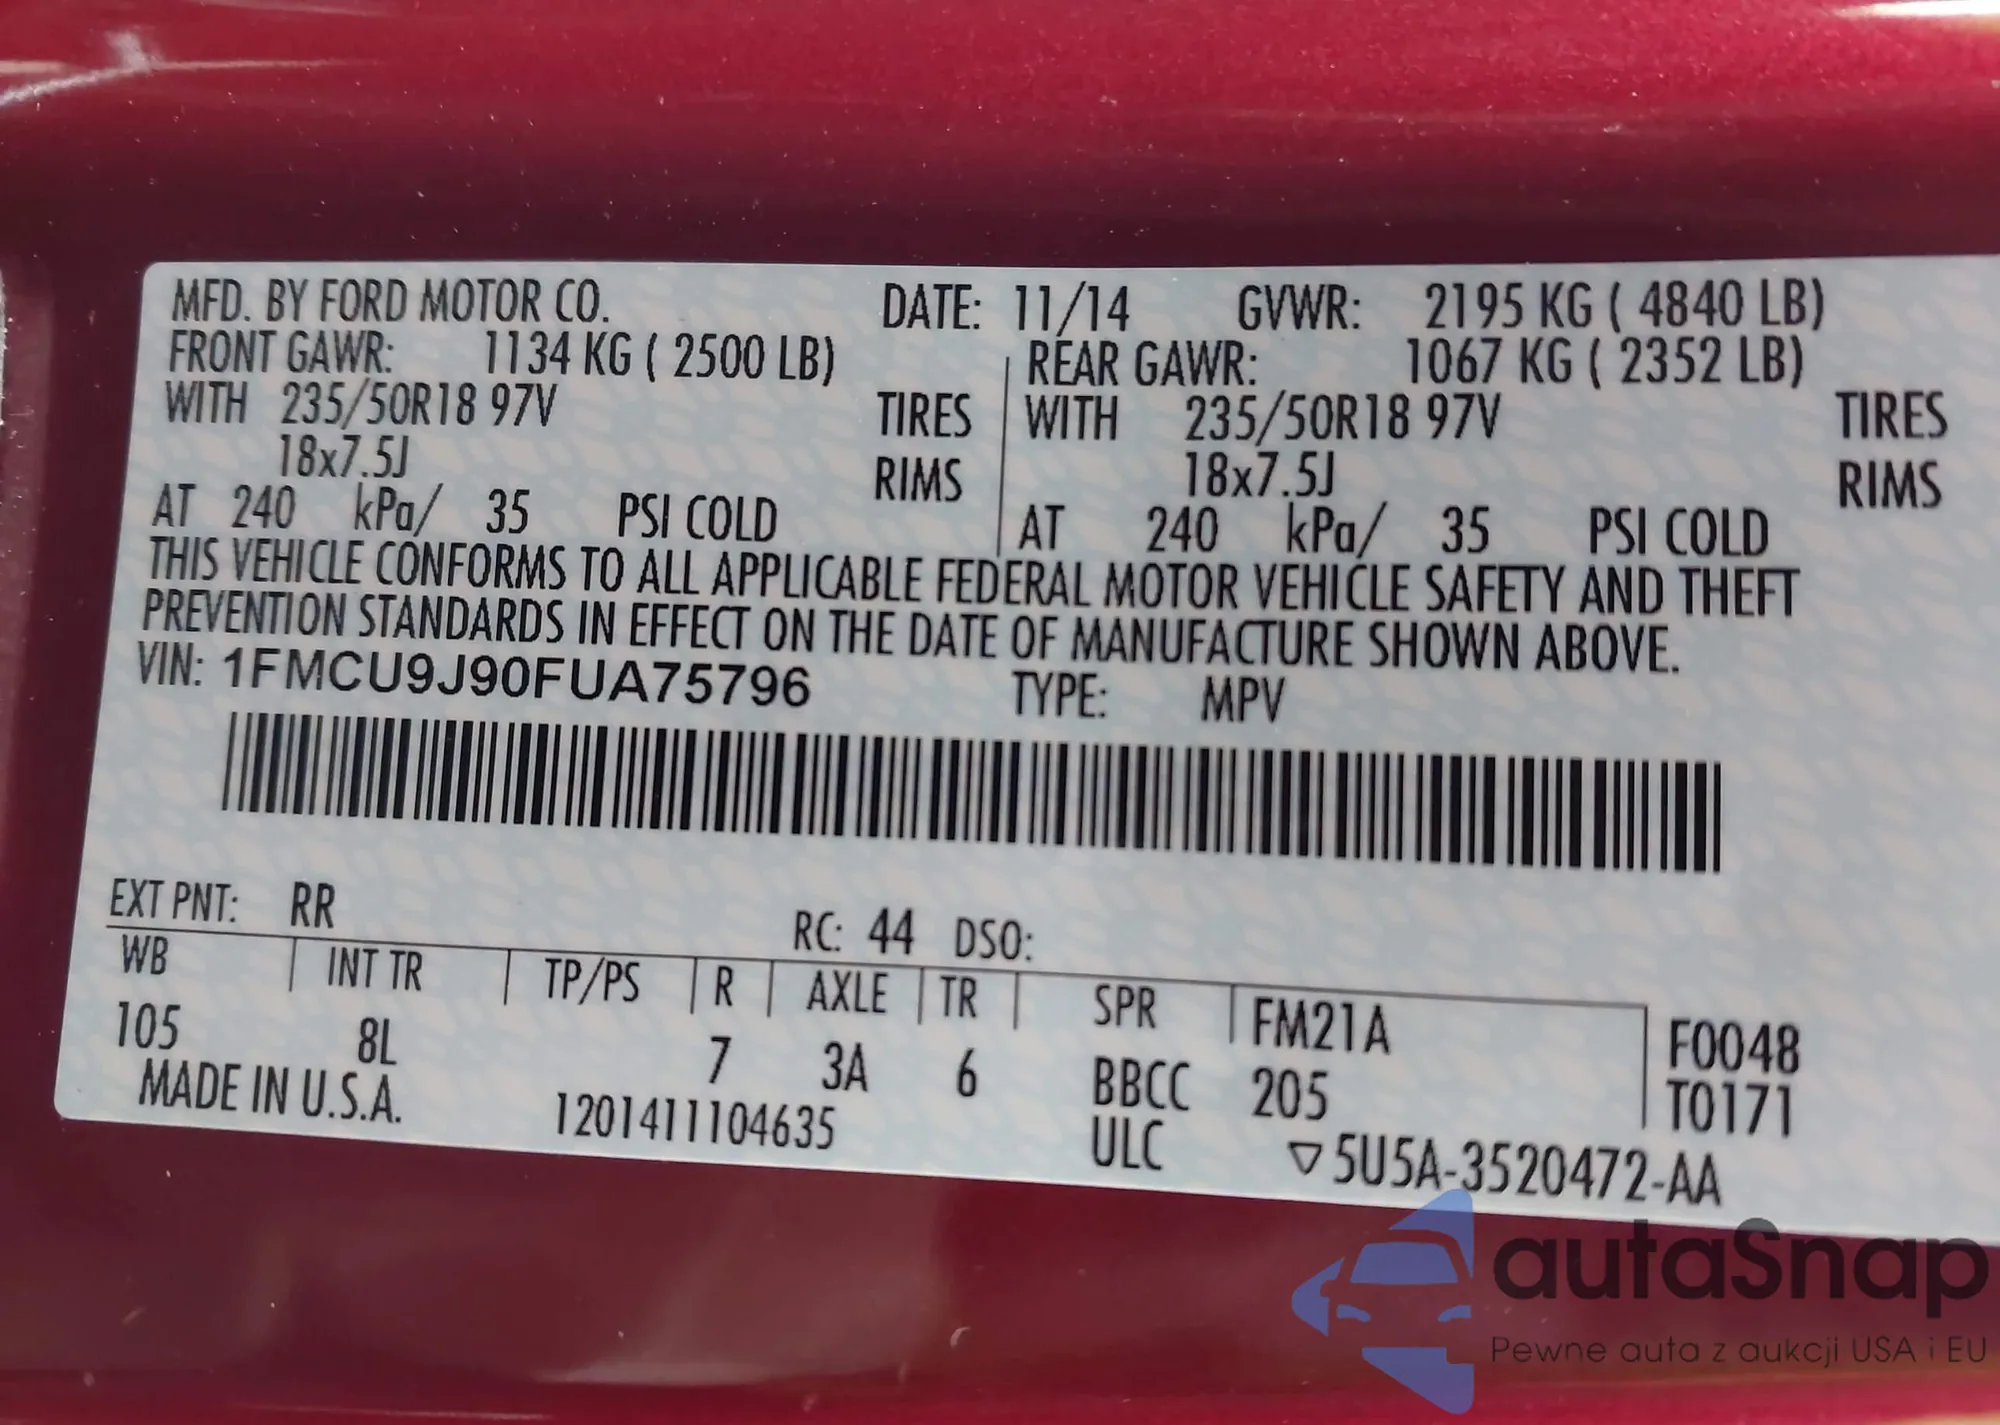 MFD. BY FORD MOTOR CO. DATE: 11/14 GVWR: 2195 KG ( 4840 LB)
FRONT GAWR: 1134 KG ( 2500 LB) REAR GAWR: 1067 KG ( 2352 LB)
WITH 235/50R18 97V TIRES WITH 235/50R18 97V TIRES
18x7.5J RIMS 18x7.5J RIMS
AT 240 kPa/ 35 PSI COLD AT 240 kPa/ 35 PSI COLD
THIS VEHICLE CONFORMS TO ALL APPLICABLE FEDERAL MOTOR VEHICLE SAFETY AND THEFT
PREVENTION STANDARDS IN EFFECT ON THE DATE OF MANUFACTURE SHOWN ABOVE.
VIN: 1FMCU9J90FUA75796 TYPE: MPV
EXT PNT: RR RC: 44 DSO:
WB INT TR TP/PS R AXLE TR SPR FM21A F0048
105 8L 7 3A 6 BBCC 205 T0171
MADE IN U.S.A. 1201411104635 ULC ▽5U5A-3520472-AA
autaSnap
Pewne auta z aukcji USA i EU